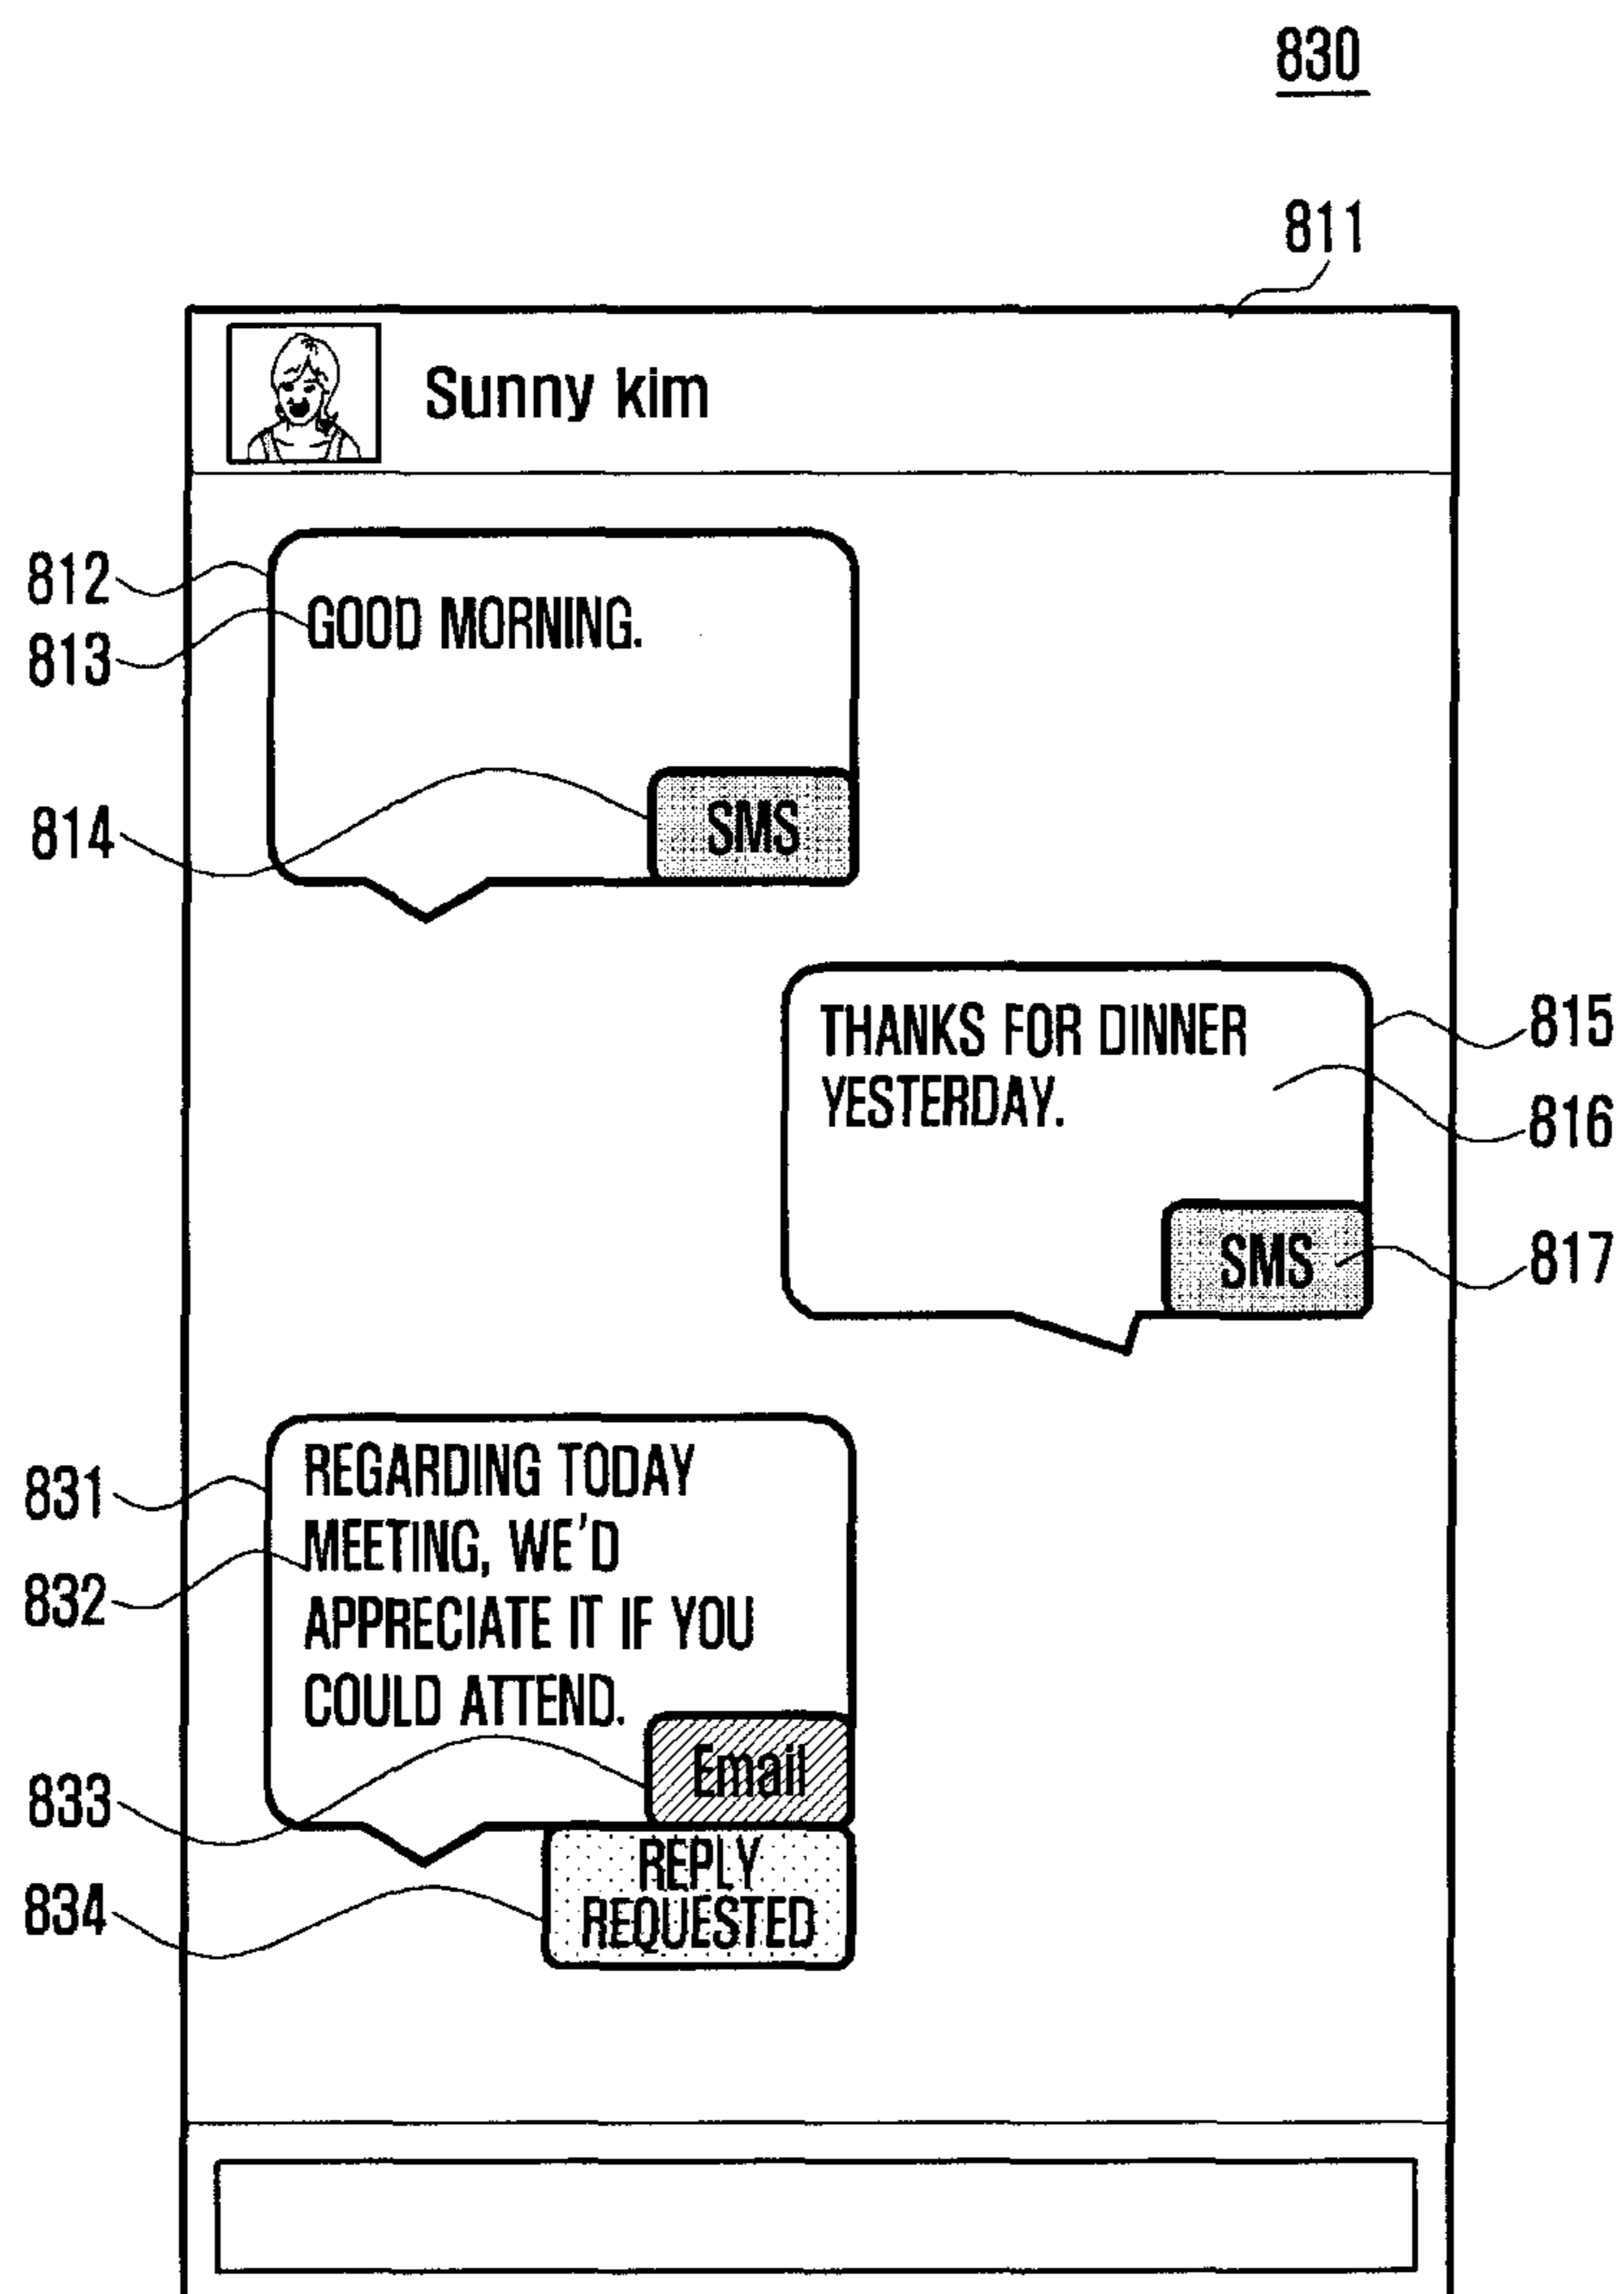 830
811
Sunny kim
812
GOOD MORNING.
813
814
SMS
THANKS FOR DINNER
815
YESTERDAY.
816
SMS
817
REGARDING TODAY
831
MEETING, WE'D
832
APPRECIATE IT IF YOU
COULD ATTEND.
Email
833
REPLY
834
REQUESTED